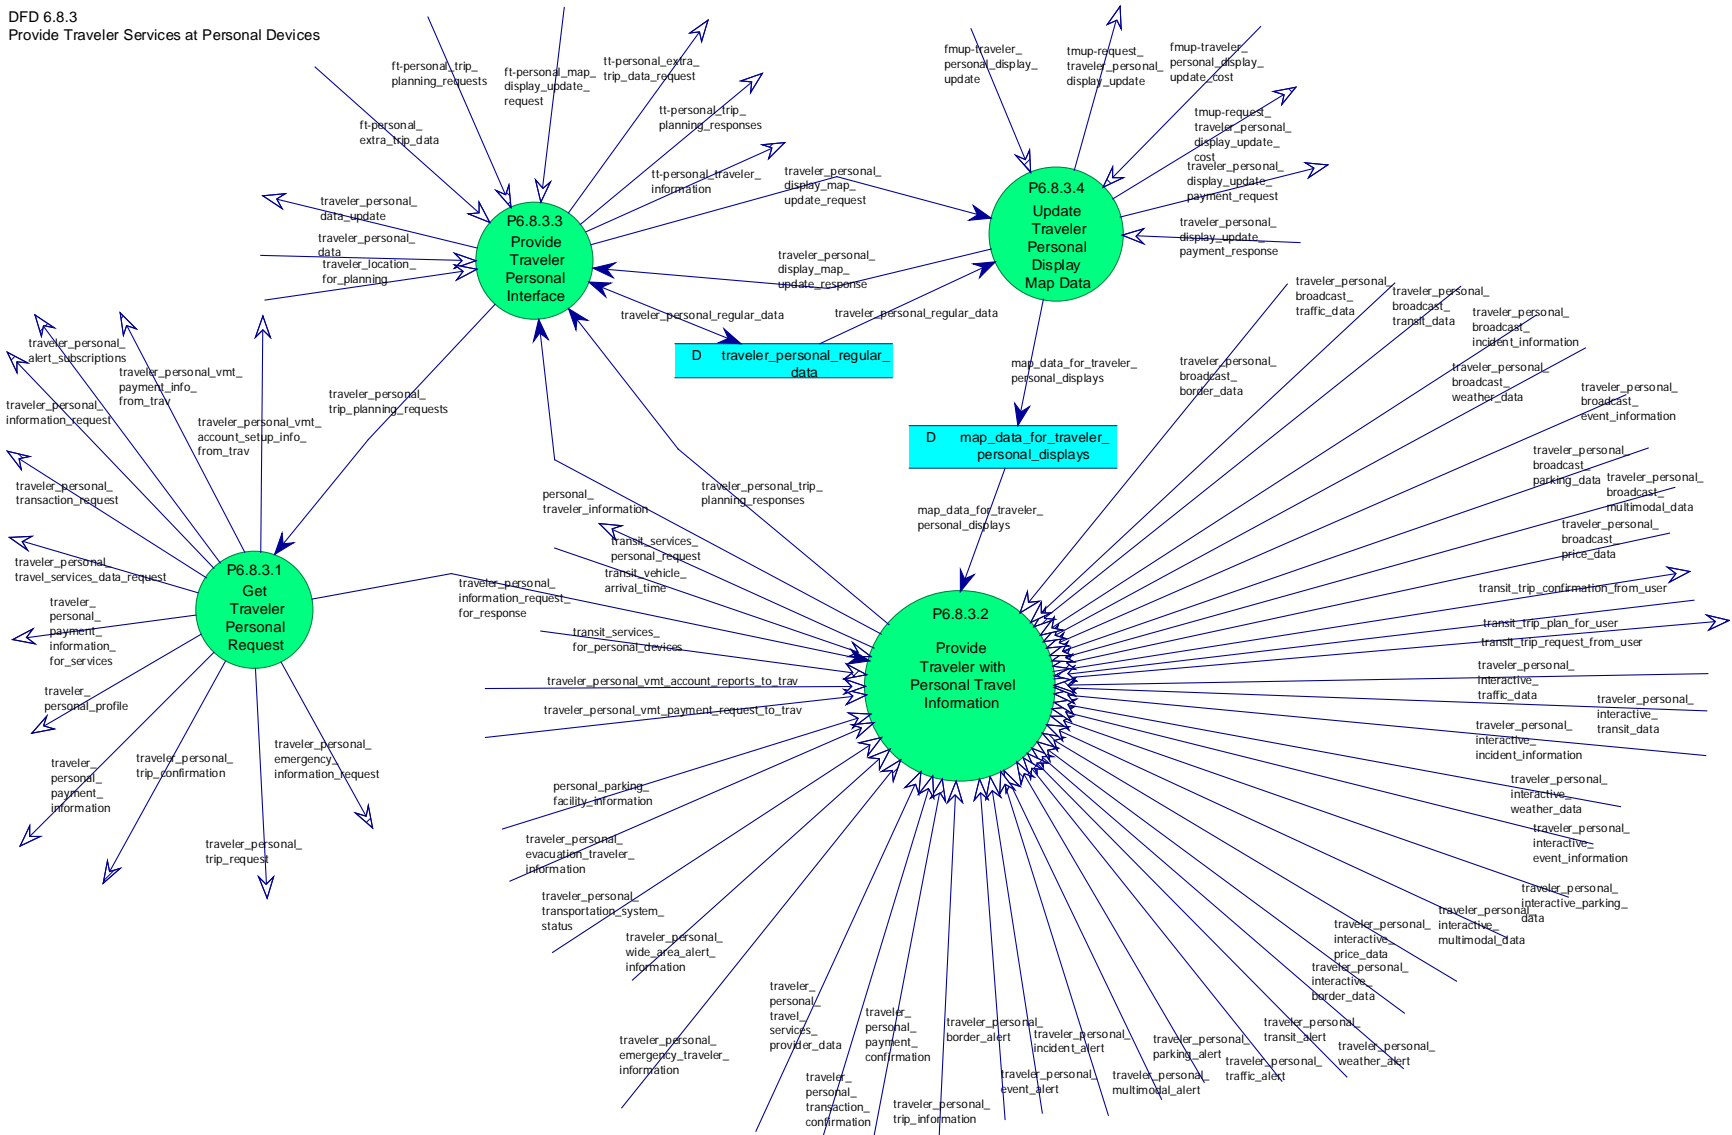 DFD 6.8.3
Provide Traveler Services at Personal Devices
ft-personal_trip_
planning_requests
ft-personal_map_
display_update_
request
tt-personal_extra_
trip_data_request
ft-personal_
extra_trip_data
tt-personal_trip_
planning_responses
tt-personal_traveler_
information
traveler_personal_
display_map_
update_request
fmup-traveler_
personal_display_
update
tmup-request_
traveler_personal_
display_update
fmup-traveler_
personal_display_
update_cost
tmup-request_
traveler_personal_
display_update_
cost
traveler_personal_
display_update_
payment_request
traveler_personal_
display_update_
payment_response
traveler_personal_
data_update
traveler_personal_
data
traveler_location_
for_planning
P6.8.3.3
Provide
Traveler
Personal
Interface
P6.8.3.4
Update
Traveler
Personal
Display
Map Data
traveler_personal_
display_map_
update_response
traveler_personal_regular_data
traveler_personal_regular_data
D traveler_personal_regular_
data
map_data_for_traveler_
personal_displays
D map_data_for_traveler_
personal_displays
map_data_for_traveler_
personal_displays
traveler_personal_
alert_subscriptions
traveler_personal_vmt_
payment_info_
from_trav
traveler_personal_
information_request
traveler_personal_vmt_
account_setup_info_
from_trav
traveler_personal_
trip_planning_requests
traveler_personal_
transaction_request
traveler_personal_
travel_services_data_request
traveler_
personal_
payment_
information_
for_services
traveler_
personal_profile
traveler_
personal_
payment_
information
traveler_personal_
trip_confirmation
traveler_personal_
emergency_
information_request
traveler_personal_
trip_request
P6.8.3.1
Get
Traveler
Personal
Request
personal_
traveler_information
traveler_personal_trip_
planning_responses
transit_services_
personal_request
transit_vehicle_
arrival_time
traveler_personal_
information_request_
for_response
transit_services_
for_personal_devices
traveler_personal_vmt_account_reports_to_trav
traveler_personal_vmt_payment_request_to_trav
P6.8.3.2
Provide
Traveler with
Personal Travel
Information
traveler_personal_
broadcast_
traffic_data
traveler_personal_
broadcast_
transit_data
traveler_personal_
broadcast_
incident_information
traveler_personal_
broadcast_
border_data
traveler_personal_
broadcast_
weather_data
traveler_personal_
broadcast_
event_information
traveler_personal_
broadcast_
parking_data
traveler_personal_
broadcast_
multimodal_data
traveler_personal_
broadcast_
price_data
transit_trip_confirmation_from_user
transit_trip_plan_for_user
transit_trip_request_from_user
traveler_personal_
interactive_
traffic_data
traveler_personal_
interactive_
transit_data
traveler_personal_
interactive_
incident_information
traveler_personal_
interactive_
weather_data
traveler_personal_
interactive_
event_information
traveler_personal_
interactive_parking_
data
traveler_personal_
interactive_
multimodal_data
traveler_personal_
interactive_
price_data
traveler_personal_
interactive_
border_data
personal_parking_
facility_information
traveler_personal_
evacuation_traveler_
information
traveler_personal_
transportation_system_
status
traveler_personal_
wide_area_alert_
information
traveler_personal_
emergency_traveler_
information
traveler_
personal_
travel_
services_
provider_data
traveler_
personal_
transaction_
confirmation
traveler_
personal_
payment_
confirmation
traveler_personal_
trip_information
traveler_personal_
border_alert
traveler_personal_
event_alert
traveler_personal_
incident_alert
traveler_personal_
multimodal_alert
traveler_personal_
parking_alert
traveler_personal_
traffic_alert
traveler_personal_
transit_alert
traveler_personal_
weather_alert